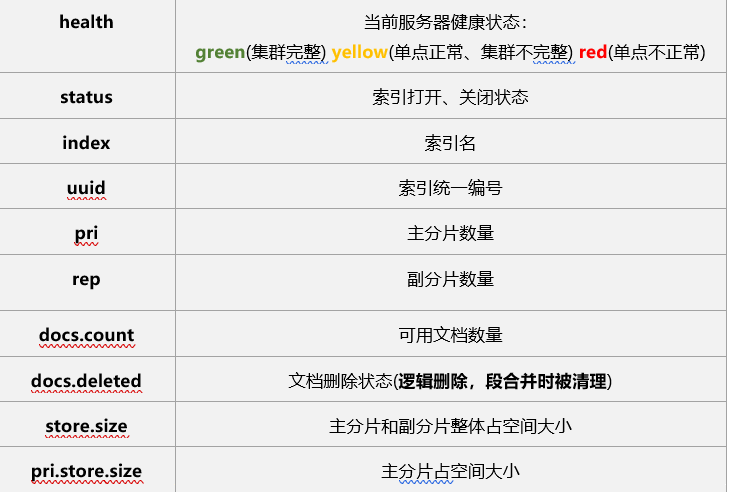 health 当前服务器健康状态：
green(集群完整) yellow(单点正常、集群不完整) red(单点不正常)
status 索引打开、关闭状态
index 索引名
uuid 索引统一编号
pri 主分片数量
rep 副分片数量
docs.count 可用文档数量
docs.deleted 文档删除状态(逻辑删除，段合并时被清理)
store.size 主分片和副分片整体占空间大小
pri.store.size 主分片占空间大小